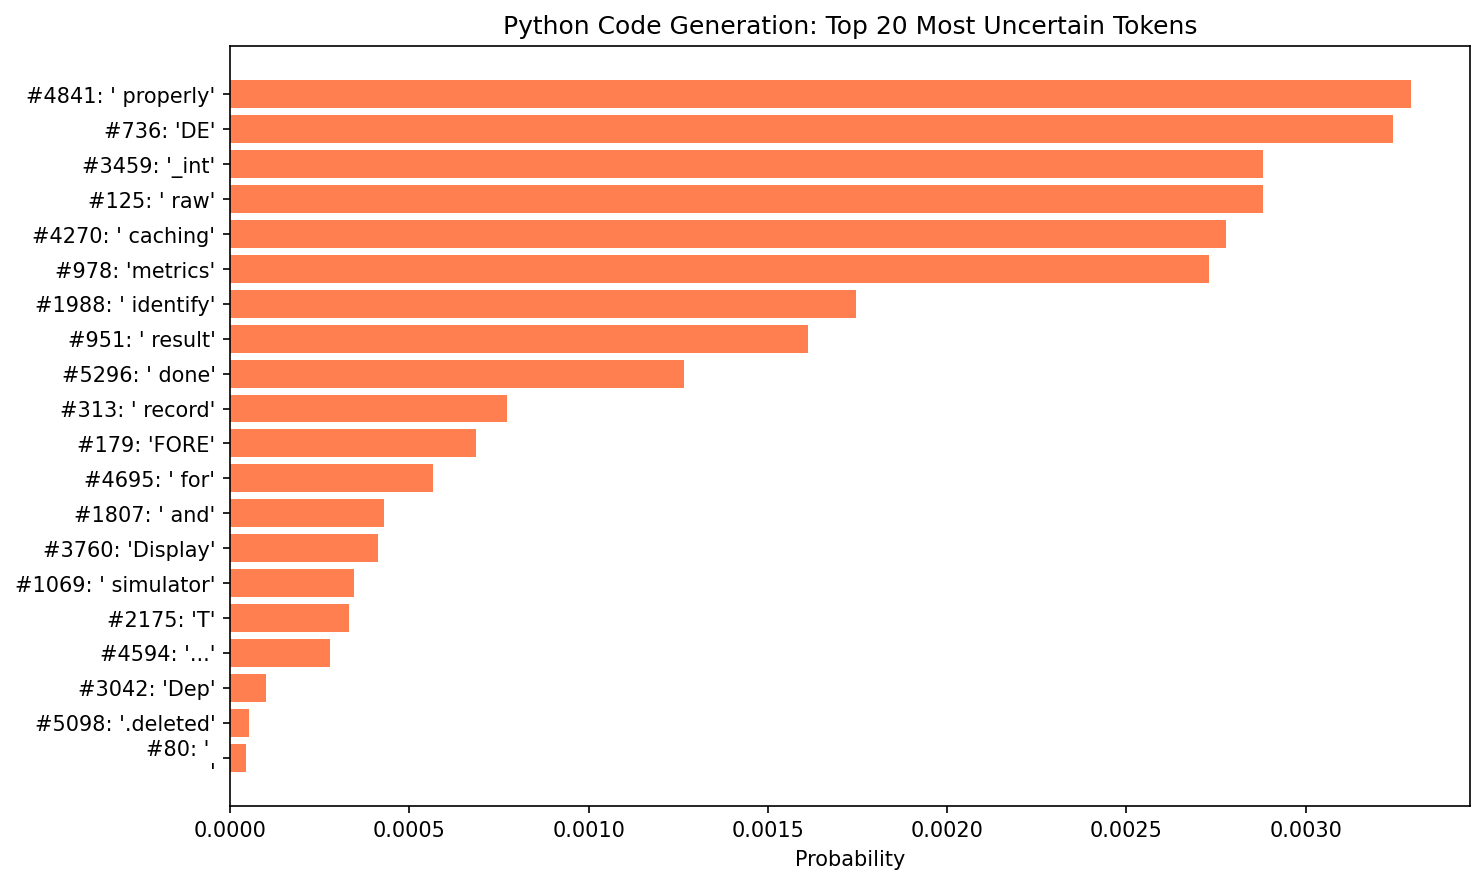 Python Code Generation: Top 20 Most Uncertain Tokens
#4841: ' properly'
#736: 'DE'
#3459: '_int'
#125: ' raw'
#4270: ' caching'
#978: 'metrics'
#1988: ' identify'
#951: ' result'
#5296: ' done'
#313: ' record'
#179: 'FORE'
#4695: ' for'
#1807: ' and'
#3760: 'Display'
#1069: ' simulator'
#2175: 'T'
#4594: '...'
#3042: 'Dep'
#5098: '.deleted'
#80: '
'
0.0000 0.0005 0.0010 0.0015 0.0020 0.0025 0.0030
Probability